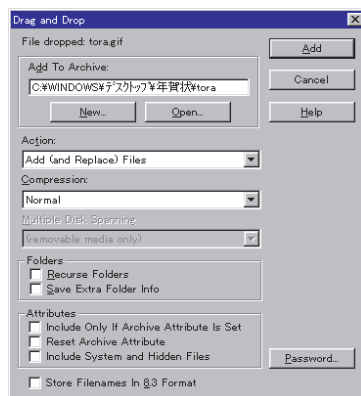 Drag and Drop
File dropped: tora.gif
Add To Archive:
C:¥WINDOWS¥ﾃﾞｽｸﾄｯﾌﾟ¥年賀状¥tora
New...
Open...
Add
Cancel
Help
Action:
Add (and Replace) Files
Compression:
Normal
Multiple Disk Spanning
(removable media only)
Folders
Recurse Folders
Save Extra Folder Info
Attributes
Include Only If Archive Attribute Is Set
Reset Archive Attribute
Include System and Hidden Files
Password...
Store Filenames In 8.3 Format